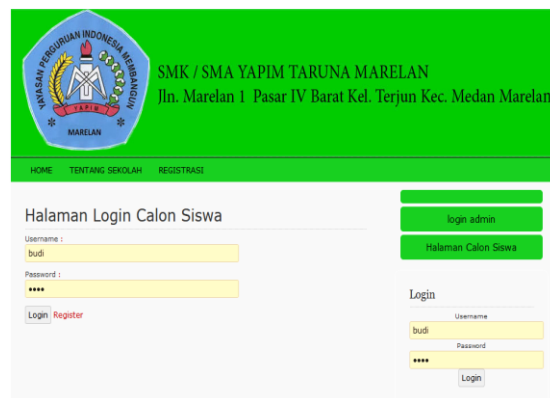 YAYASAN PERGURUAN INDONESIA MEMBANGUN
YAPIM
MARELAN
SMK / SMA YAPIM TARUNA MARELAN
Jln. Marelan 1 Pasar IV Barat Kel. Terjun Kec. Medan Marelan
HOME TENTANG SEKOLAH REGISTRASI
Halaman Login Calon Siswa
Username :
budi
Password :
••••
Login Register
login admin
Halaman Calon Siswa
Login
Username
budi
Password
••••
Login